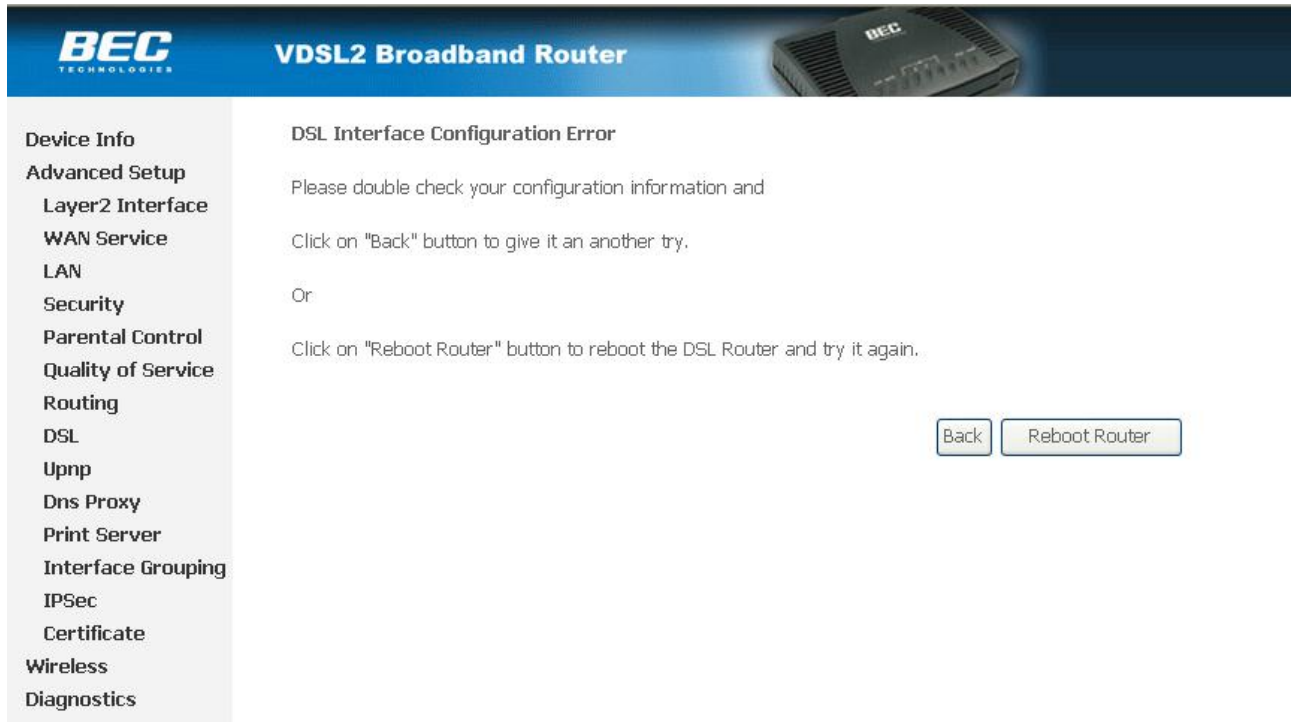 BEC
TECHNOLOGIES
VDSL2 Broadband Router
BEC
Device Info
Advanced Setup
Layer2 Interface
WAN Service
LAN
Security
Parental Control
Quality of Service
Routing
DSL
Upnp
Dns Proxy
Print Server
Interface Grouping
IPSec
Certificate
Wireless
Diagnostics
DSL Interface Configuration Error
Please double check your configuration information and
Click on "Back" button to give it an another try.
Or
Click on "Reboot Router" button to reboot the DSL Router and try it again.
Back Reboot Router